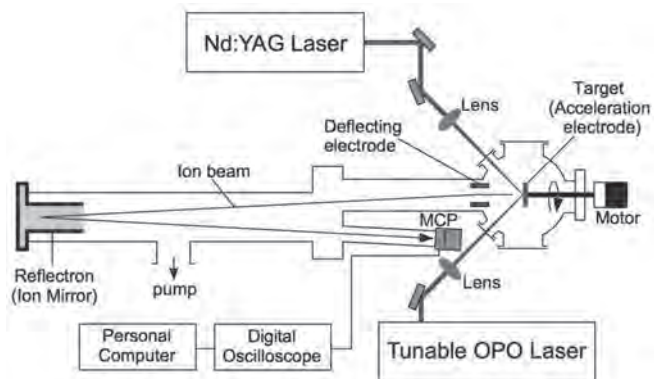 Nd:YAG Laser
Lens
Target
(Acceleration
electrode)
Deflecting
electrode
Ion beam
MCP
Motor
Reflectron
(Ion Mirror)
pump
Lens
Personal
Computer
Digital
Oscilloscope
Tunable OPO Laser